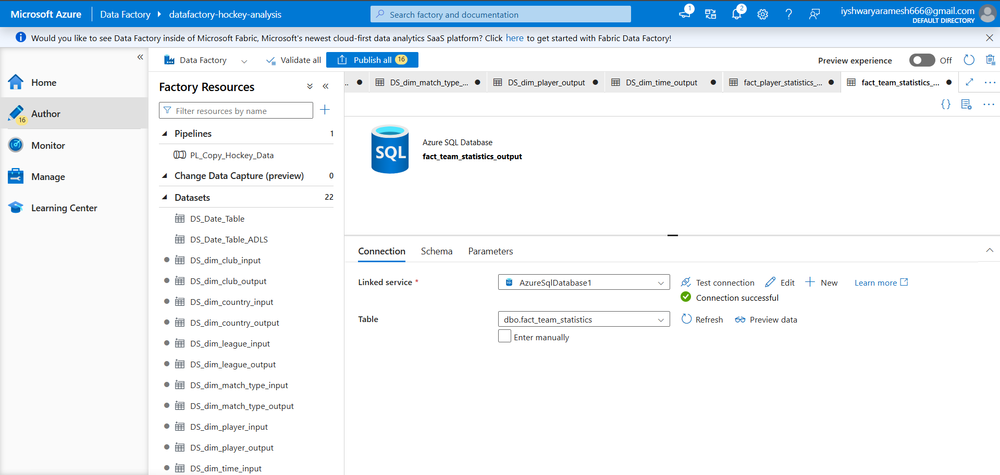 Microsoft Azure
Data Factory
datafactory-hockey-analysis
Search factory and documentation
1
2
iyshwaryaramesh666@gmail.com
DEFAULT DIRECTORY
Would you like to see Data Factory inside of Microsoft Fabric, Microsoft's newest cloud-first data analytics SaaS platform? Click here to get started with Fabric Data Factory!
Home
Author
16
Monitor
Manage
Learning Center
Data Factory
Validate all
Publish all 16
Preview experience
Off
Factory Resources
Filter resources by name
Pipelines 1
PL_Copy_Hockey_Data
Change Data Capture (preview) 0
Datasets 22
DS_Date_Table
DS_Date_Table_ADLS
DS_dim_club_input
DS_dim_club_output
DS_dim_country_input
DS_dim_country_output
DS_dim_league_input
DS_dim_league_output
DS_dim_match_type_input
DS_dim_match_type_output
DS_dim_player_input
DS_dim_player_output
DS_dim_time_input
..
DS_dim_match_type_...
DS_dim_player_output
DS_dim_time_output
fact_player_statistics_...
fact_team_statistics_...
{}
SQL
Azure SQL Database
fact_team_statistics_output
Connection
Schema
Parameters
Linked service *
SQL
AzureSqlDatabase1
Test connection
Edit
New
Learn more
Connection successful
Table
dbo.fact_team_statistics
Refresh
Preview data
Enter manually